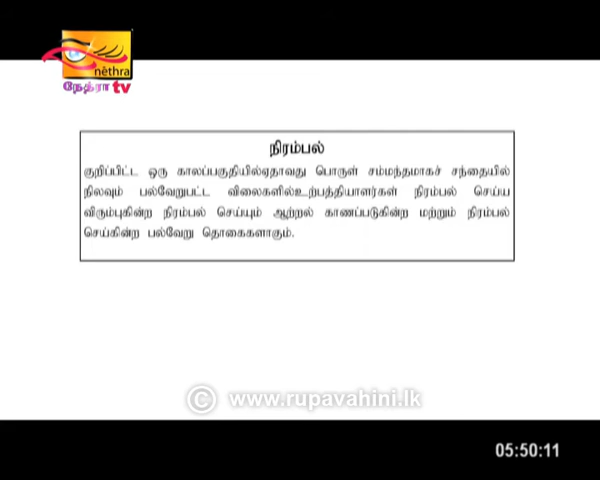 nethra
நேத்ரா tv
நிரம்பல்
குறிப்பிட்ட ஒரு காலப்பகுதியில்ஏதாவது பொருள் சம்மந்தமாகச் சந்தையில்
நிலவும் பல்வேறுபட்ட விலைகளில்உற்பத்தியாளர்கள் நிரம்பல் செய்ய
விரும்புகின்ற நிரம்பல் செய்யும் ஆற்றல் காணப்படுகின்ற மற்றும் நிரம்பல்
செய்கின்ற பல்வேறு தொகைகளாகும்.
© www.rupavahini.lk
05:50:11